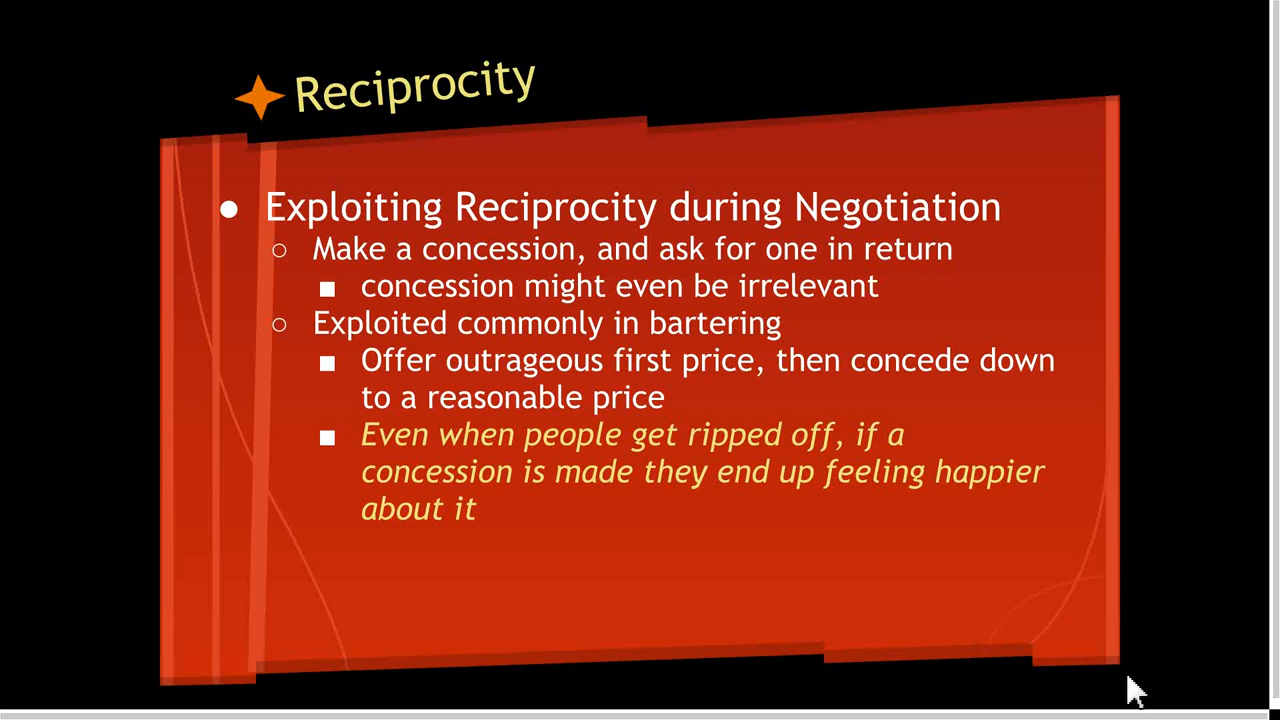 Reciprocity
● Exploiting Reciprocity during Negotiation
○ Make a concession, and ask for one in return
■ concession might even be irrelevant
○ Exploited commonly in bartering
■ Offer outrageous first price, then concede down
to a reasonable price
■ Even when people get ripped off, if a
concession is made they end up feeling happier
about it